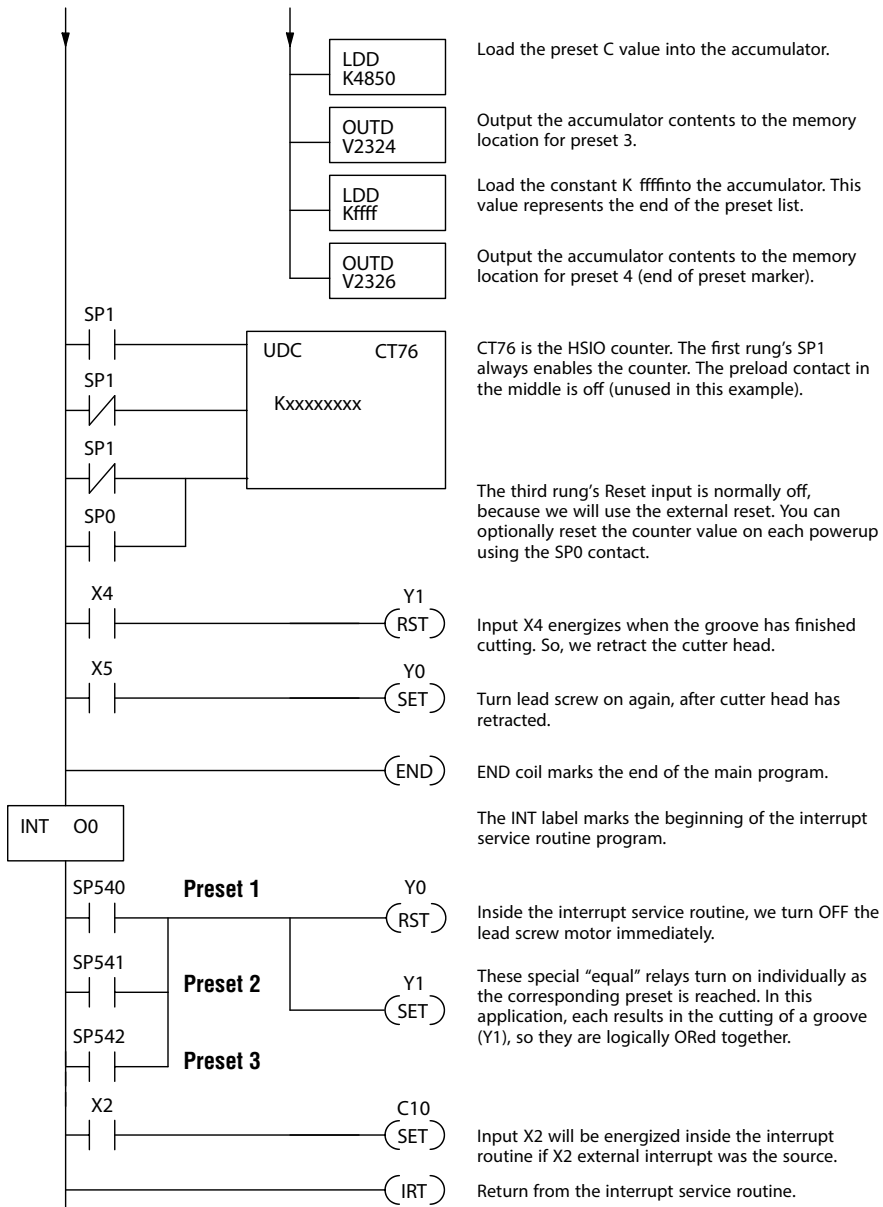 LDD
K4850
Load the preset C value into the accumulator.
OUTD
V2324
Output the accumulator contents to the memory
location for preset 3.
LDD
Kffff
Load the constant K ffffinto the accumulator. This
value represents the end of the preset list.
OUTD
V2326
Output the accumulator contents to the memory
location for preset 4 (end of preset marker).
SP1
UDC CT76
Kxxxxxxxx
SP1
SP1
SP0
CT76 is the HSIO counter. The first rung's SP1
always enables the counter. The preload contact in
the middle is off (unused in this example).
The third rung's Reset input is normally off,
because we will use the external reset. You can
optionally reset the counter value on each powerup
using the SP0 contact.
X4
Y1
RST
Input X4 energizes when the groove has finished
cutting. So, we retract the cutter head.
X5
Y0
SET
Turn lead screw on again, after cutter head has
retracted.
END
END coil marks the end of the main program.
INT O0
The INT label marks the beginning of the interrupt
service routine program.
SP540
Preset 1
Y0
RST
Inside the interrupt service routine, we turn OFF the
lead screw motor immediately.
SP541
Preset 2
Y1
SET
These special “equal” relays turn on individually as
the corresponding preset is reached. In this
application, each results in the cutting of a groove
(Y1), so they are logically ORed together.
SP542
Preset 3
X2
C10
SET
Input X2 will be energized inside the interrupt
routine if X2 external interrupt was the source.
IRT
Return from the interrupt service routine.